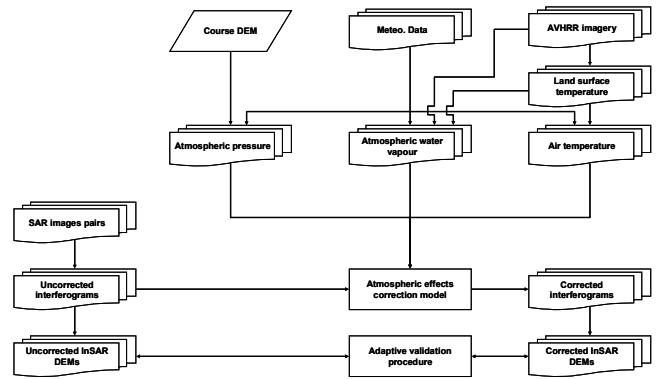 Course DEM
Meteo. Data
AVHRR imagery
Land surface
temperature
Atmospheric pressure
Atmospheric water
vapour
Air temperature
SAR images pairs
Uncorrected
interferograms
Atmospheric effects
correction model
Corrected
interferograms
Uncorrected InSAR
DEMs
Adaptive validation
procedure
Corrected InSAR
DEMs